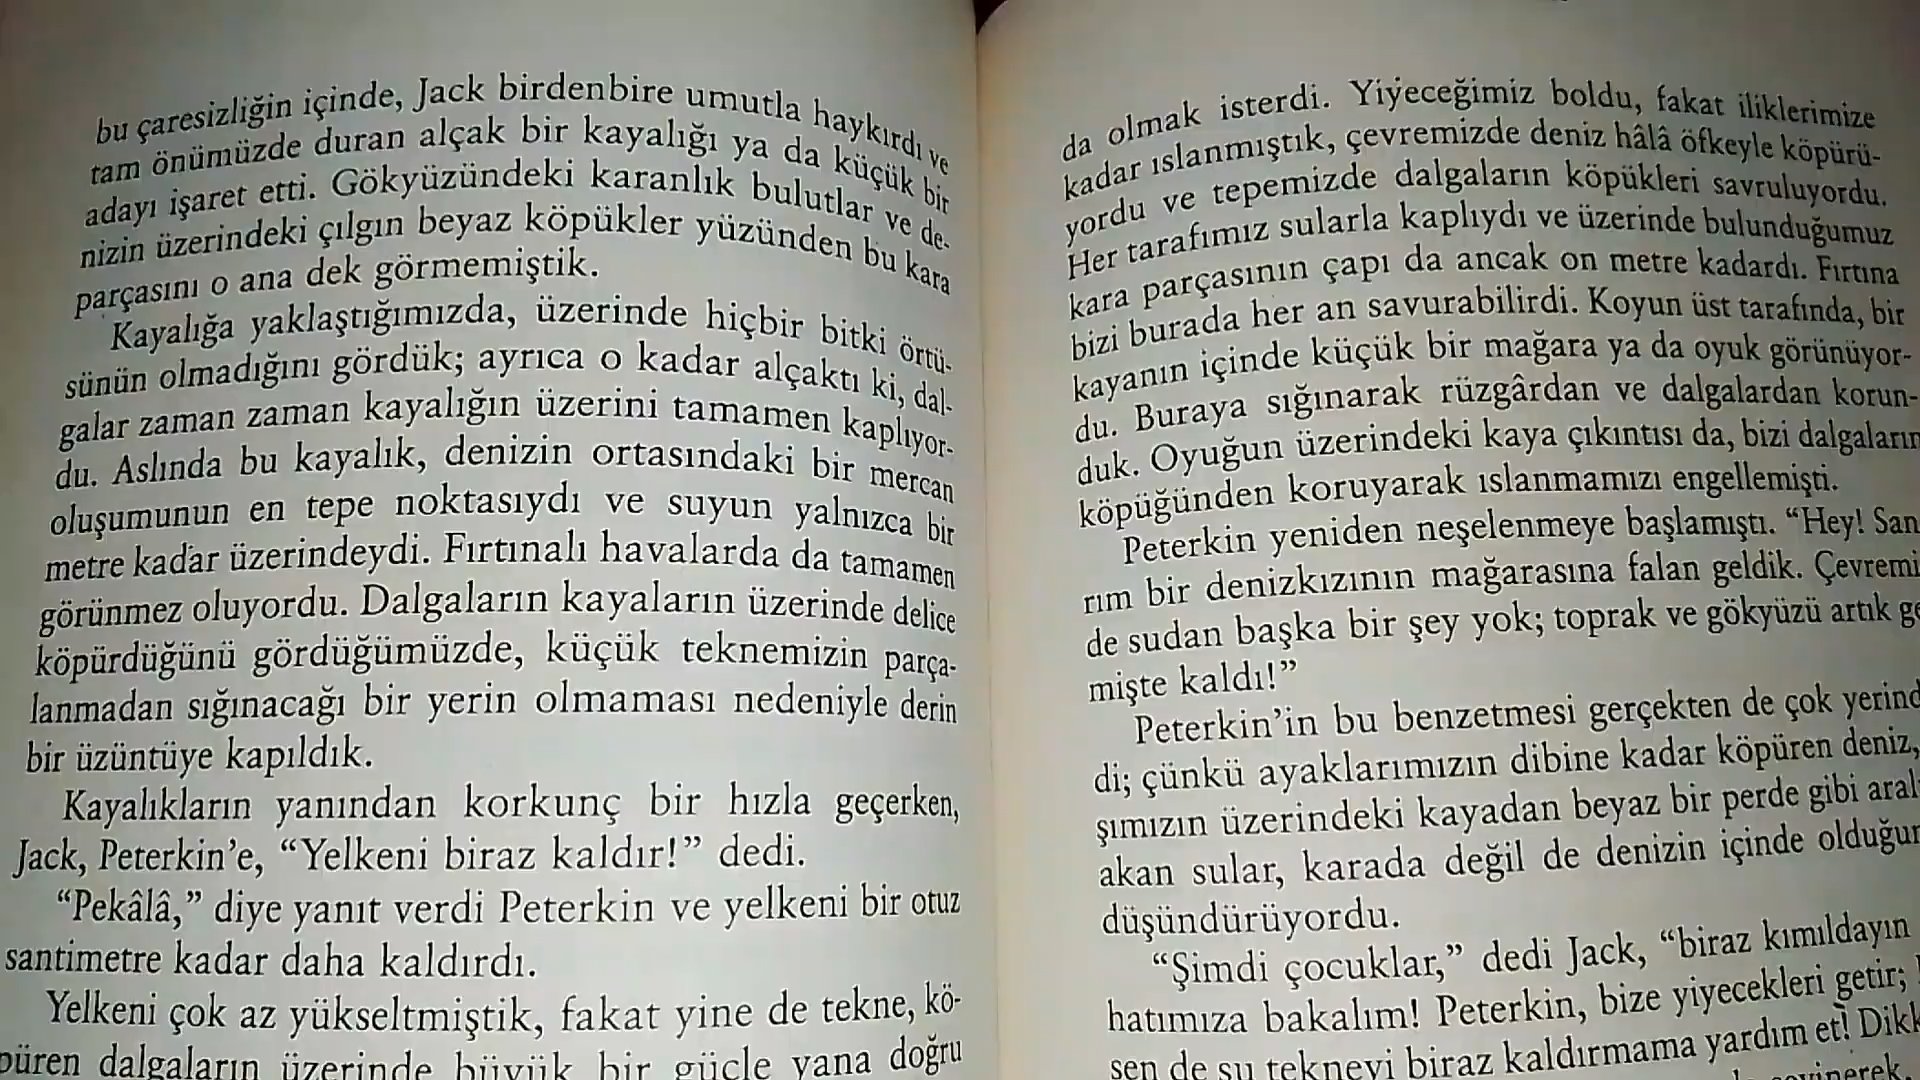 bu çaresizliğin içinde, Jack birdenbire umutla haykırdı ve
tam önümüzde duran alçak bir kayalığı ya da küçük bir
adayı işaret etti. Gökyüzündeki karanlık bulutlar ve de-
nizin üzerindeki çılgın beyaz köpükler yüzünden bu kara
parçasını o ana dek görmemiştik.
Kayalığa yaklaştığımızda, üzerinde hiçbir bitki örtü-
sünün olmadığını gördük; ayrıca o kadar alçaktı ki, dal-
galar zaman zaman kayalığın üzerini tamamen kaplıyor-
du. Aslında bu kayalık, denizin ortasındaki bir mercan
oluşumunun en tepe noktasıydı ve suyun yalnızca bir
metre kadar üzerindeydi. Fırtınalı havalarda da tamamen
görünmez oluyordu. Dalgaların kayaların üzerinde delice
köpürdüğünü gördüğümüzde, küçük teknemizin parça-
lanmadan sığınacağı bir yerin olmaması nedeniyle derin
bir üzüntüye kapıldık.
Kayalıkların yanından korkunç bir hızla geçerken,
Jack, Peterkin’e, “Yelkeni biraz kaldır!” dedi.
“Pekâlâ,” diye yanıt verdi Peterkin ve yelkeni bir otuz
santimetre kadar daha kaldırdı.
Yelkeni çok az yükseltmiştik, fakat yine de tekne, kö-
püren dalgaların üzerinde büyük bir güçle yana doğru
da olmak isterdi. Yiyeceğimiz boldu, fakat iliklerimize
kadar ıslanmıştık, çevremizde deniz hâlâ öfkeyle köpürü-
yordu ve tepemizde dalgaların köpükleri savruluyordu.
Her tarafımız sularla kaplıydı ve üzerinde bulunduğumuz
kara parçasının çapı da ancak on metre kadardı. Fırtına
bizi burada her an savurabilirdi. Koyun üst tarafında, bir
kayanın içinde küçük bir mağara ya da oyuk görünüyor-
du. Buraya sığınarak rüzgârdan ve dalgalardan korun-
duk. Oyuğun üzerindeki kaya çıkıntısı da, bizi dalgaların
köpüğünden koruyarak ıslanmamızı engellemişti.
Peterkin yeniden neşelenmeye başlamıştı. “Hey! San
rım bir denizkızının mağarasına falan geldik. Çevremi
de sudan başka bir şey yok; toprak ve gökyüzü artık ge
mişte kaldı!”
Peterkin’in bu benzetmesi gerçekten de çok yerind
di; çünkü ayaklarımızın dibine kadar köpüren deniz,
şımızın üzerindeki kayadan beyaz bir perde gibi aral
akan sular, karada değil de denizin içinde olduğu
düşündürüyordu.
“Şimdi çocuklar,” dedi Jack, “biraz kımıldayın
hatımıza bakalım! Peterkin, bize yiyecekleri getir;
sen de şu tekneyi biraz kaldırmama yardım et! Dikk